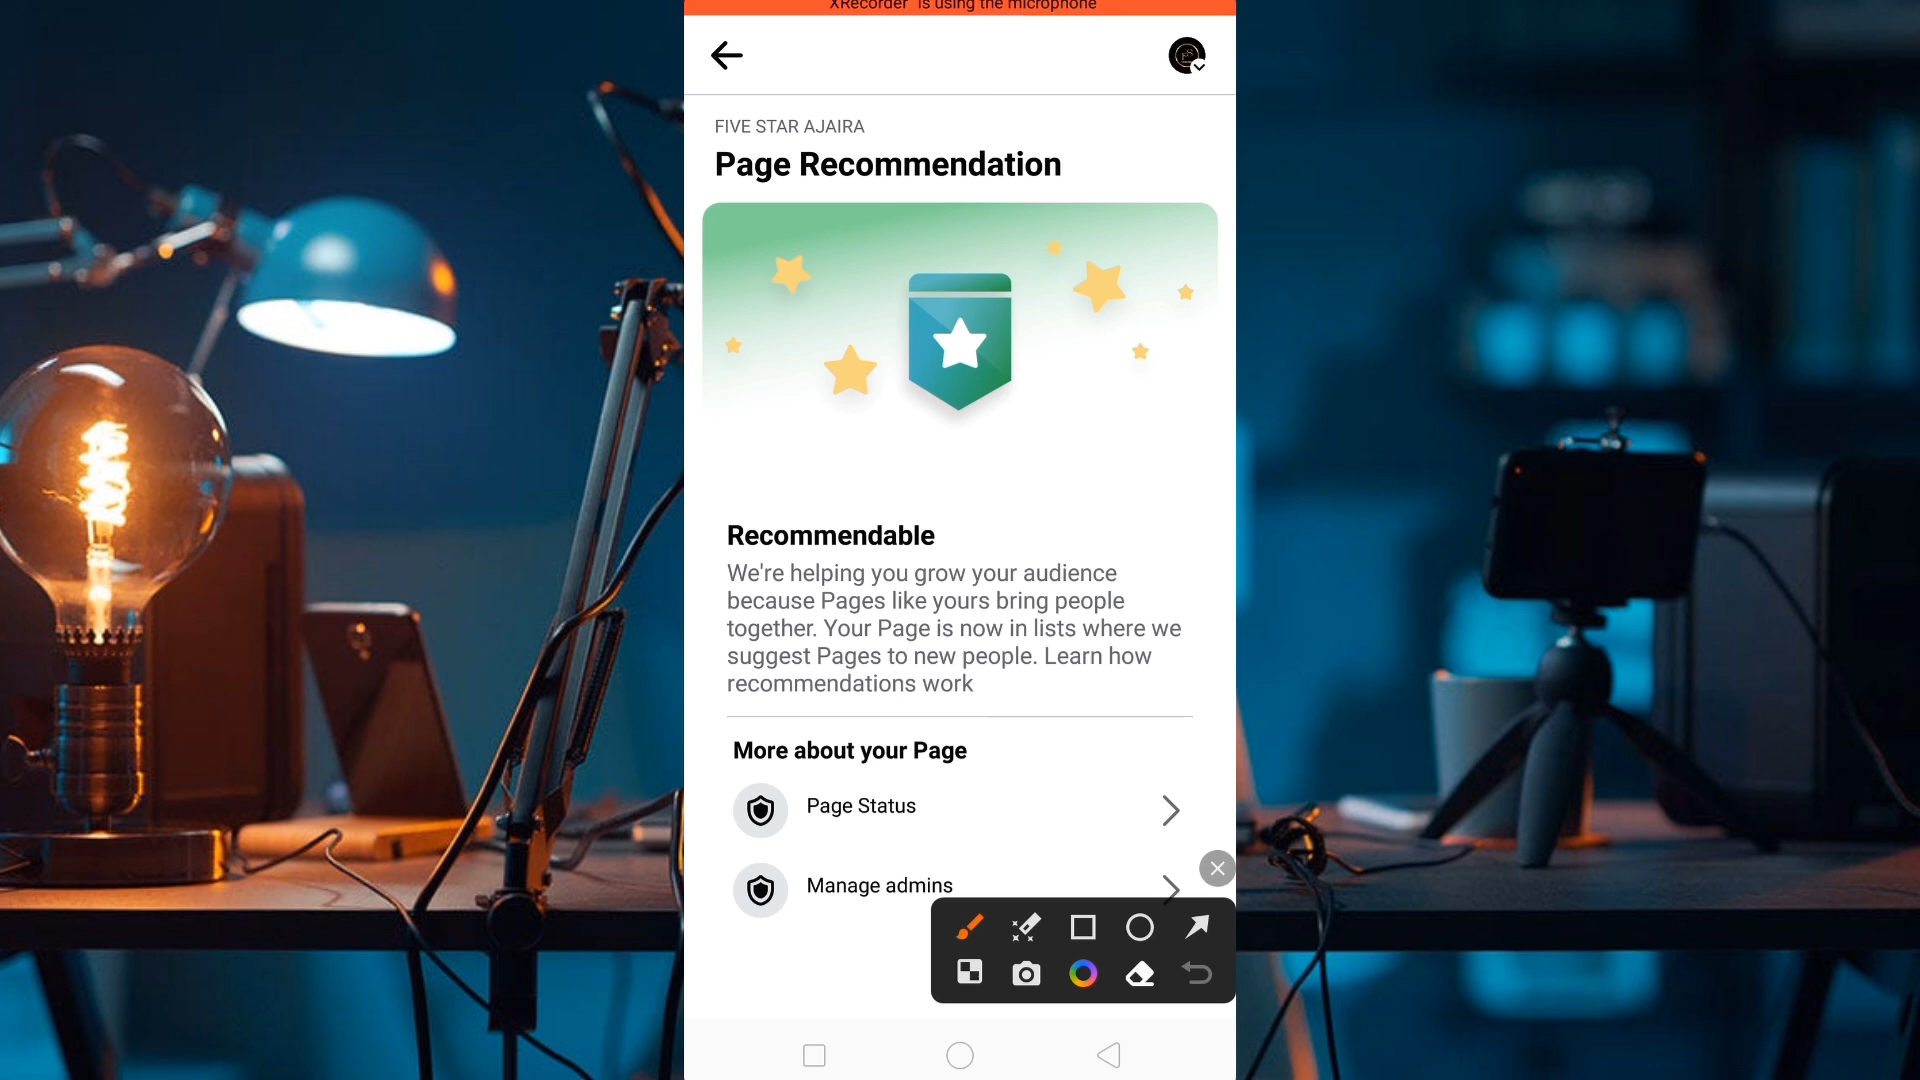 XRecorder" is using the microphone
FIVE STAR AJAIRA
Page Recommendation
Recommendable
We're helping you grow your audience
because Pages like yours bring people
together. Your Page is now in lists where we
suggest Pages to new people. Learn how
recommendations work
More about your Page
Page Status
Manage admins